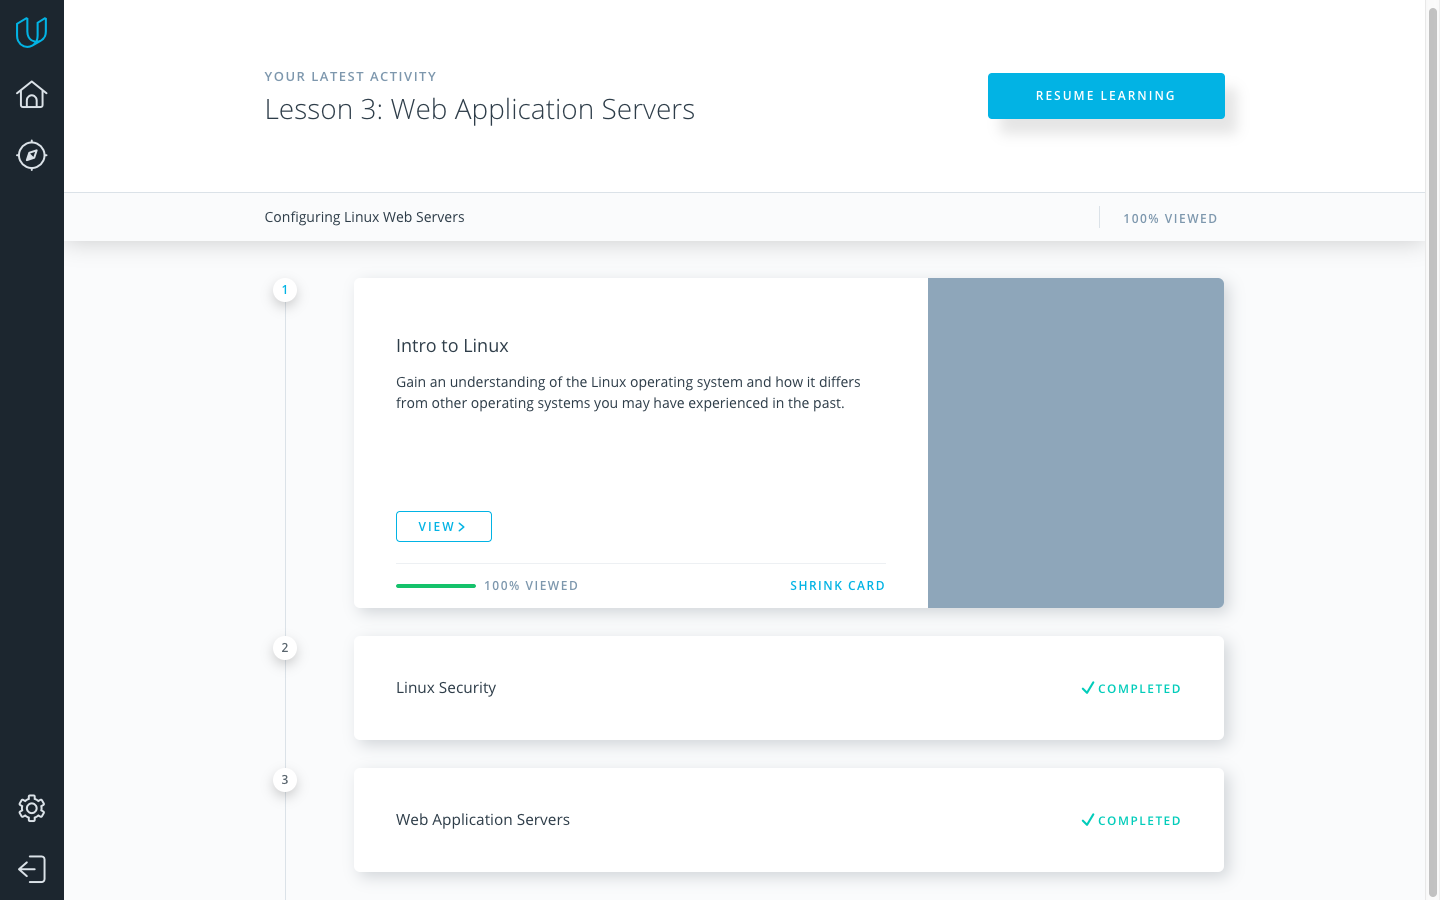 YOUR LATEST ACTIVITY
Lesson 3: Web Application Servers
RESUME LEARNING
Configuring Linux Web Servers
100% VIEWED
1
Intro to Linux
Gain an understanding of the Linux operating system and how it differs
from other operating systems you may have experienced in the past.
VIEW
100% VIEWED
SHRINK CARD
2
Linux Security
COMPLETED
3
Web Application Servers
COMPLETED